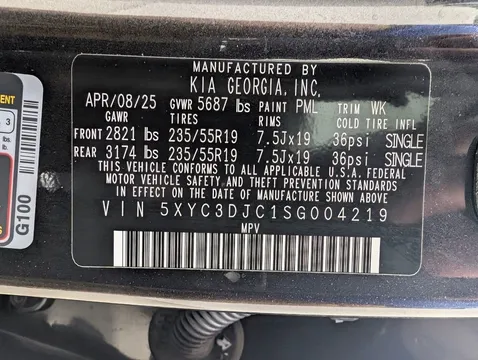 MANUFACTURED BY
KIA GEORGIA, INC.
APR/08/25 GVWR 5687 lbs PAINT PML TRIM WK
GAWR TIRES RIMS COLD TIRE INFL
FRONT 2821 lbs 235/55R19 7.5Jx19 36psi SINGLE
REAR 3174 lbs 235/55R19 7.5Jx19 36psi SINGLE
THIS VEHICLE CONFORMS TO ALL APPLICABLE U.S.A. FEDERAL
MOTOR VEHICLE SAFETY, BUMPER, AND THEFT PREVENTION STANDARDS
IN EFFECT ON THE DATE OF MANUFACTURE SHOWN ABOVE
VIN 5XYC3DJC1SG004219
MPV
3
G100